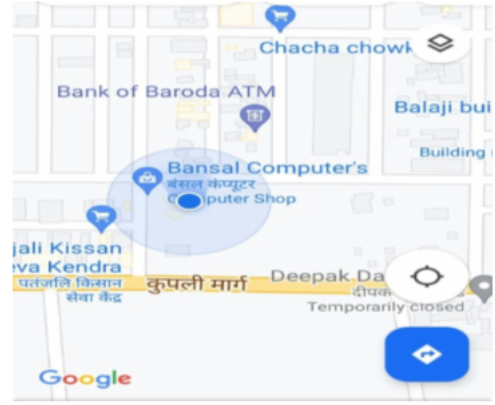 Chacha chowk
Bank of Baroda ATM
Balaji bui
Building
Bansal Computer's
बंसल कंप्यूटर
puter Shop
jali Kissan
eva Kendra
पतंजलि किसान
सेवा केंद्र
कुपली मार्ग
Deepak Da
दीपक
Temporarily closed
Google